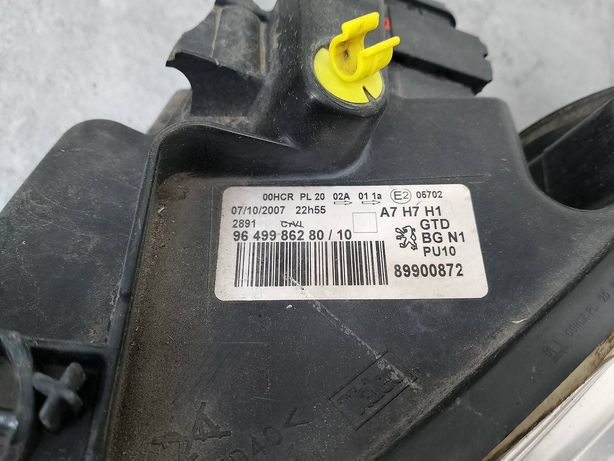 00HCR PL 20 02A 01 1a E2 05702
07/10/2007 22h55 A7 H7 H1
2891 GTD
96 499 862 80 / 10 BG N1
PU10
89900872